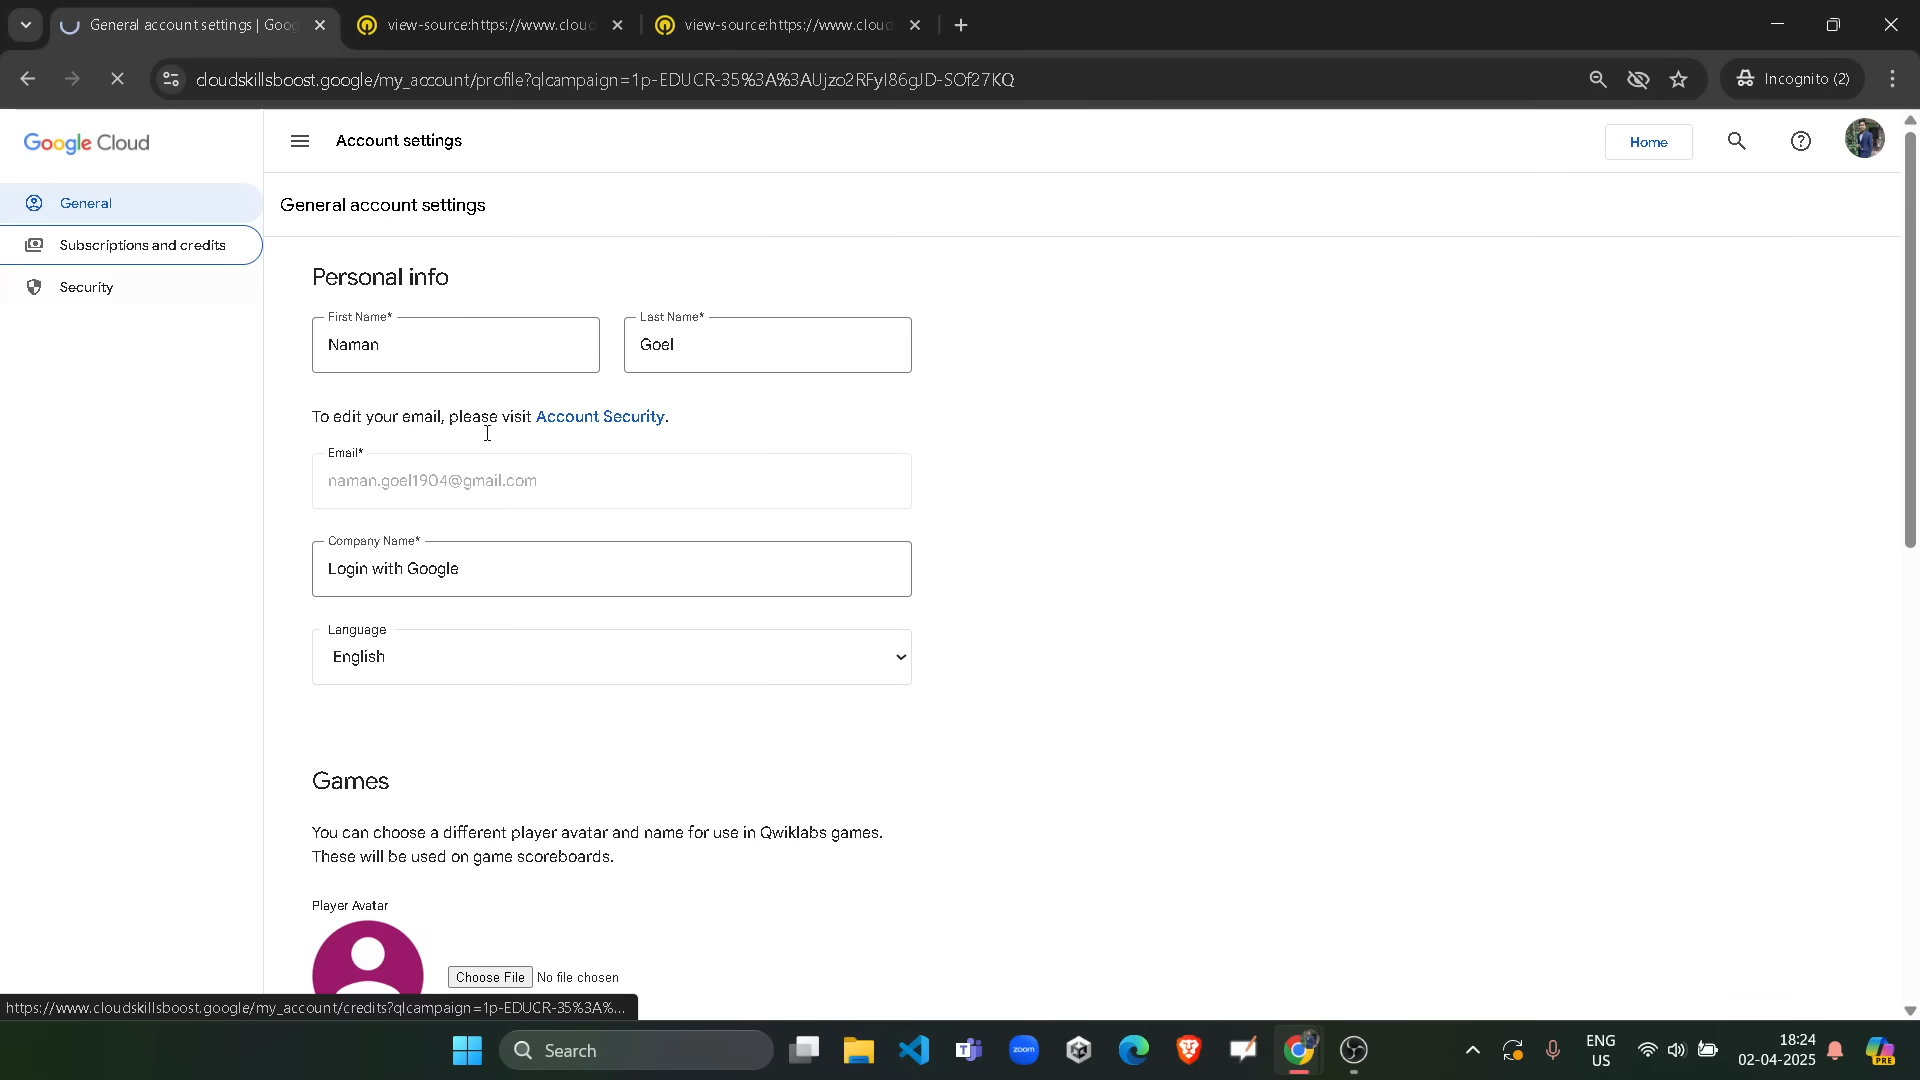 General account settings | Goog
view-source:https://www.cloud
view-source:https://www.cloud
cloudskillsboost.google/my_account/profile?qlcampaign=1p-EDUCR-35%3A%3AUjzo2RFyI86gJD-SOf27KQ
Incognito (2)
Google Cloud
Account settings
Home
General
General account settings
Subscriptions and credits
Security
Personal info
First Name*
Last Name*
Naman
Goel
To edit your email, please visit Account Security.
Email*
naman.goel1904@gmail.com
Company Name*
Login with Google
Language
English
Games
You can choose a different player avatar and name for use in Qwiklabs games.
These will be used on game scoreboards.
Player Avatar
Choose File No file chosen
https://www.cloudskillsboost.google/my_account/credits?qlcampaign=1p-EDUCR-35%3A%...
Search
zoom
ENG
US
18:24
02-04-2025
PRE